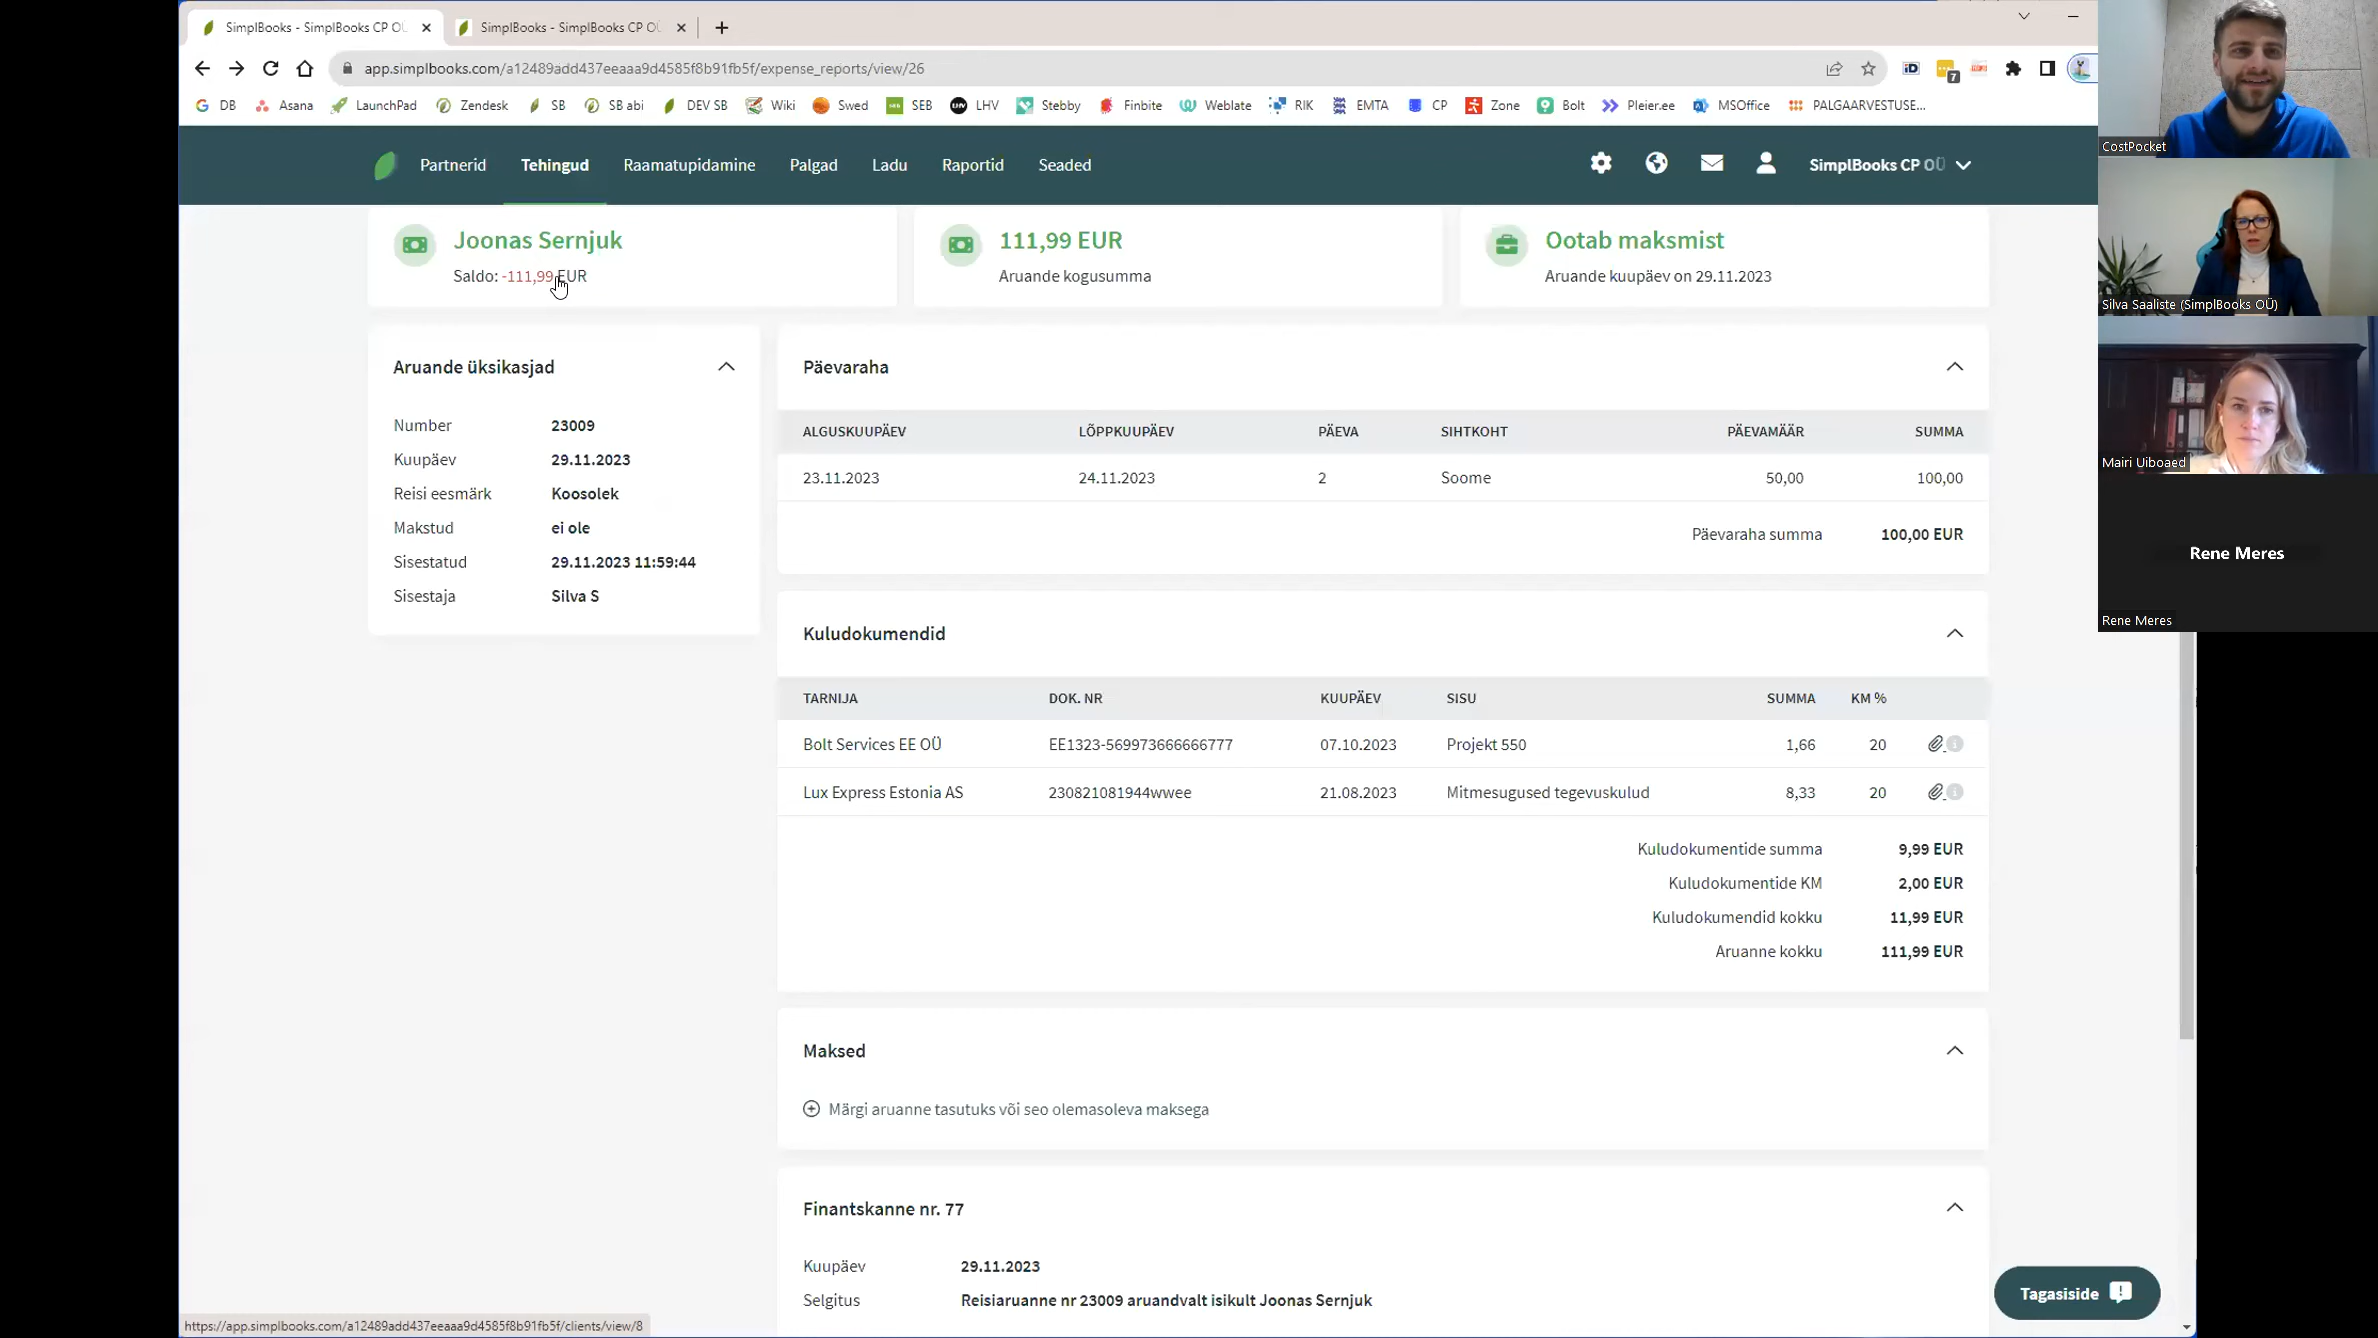 SimplBooks - SimplBooks CP OÜ
SimplBooks - SimplBooks CP OÜ
app.simplbooks.com/a12489add437eeaaa9d4585f8b91fb5f/expense_reports/view/26
7
DB Asana LaunchPad Zendesk SB SB abi DEV SB Wiki Swed SEB LHV Stebby Finbite Weblate RIK EMTA CP Zone Bolt Pleier.ee MSOffice PALGAARVESTUSE...
Partnerid Tehingud Raamatupidamine Palgad Ladu Raportid Seaded SimplBooks CP OÜ
Joonas Sernjuk
Saldo: -111,99 EUR
111,99 EUR
Aruande kogusumma
Ootab maksmist
Aruande kuupäev on 29.11.2023
Aruande üksikasjad
Number 23009
Kuupäev 29.11.2023
Reisi eesmärk Koosolek
Makstud ei ole
Sisestatud 29.11.2023 11:59:44
Sisestaja Silva S
Päevaraha
ALGUSKUUPÄEV LÕPPKUUPÄEV PÄEVA SIHTKOHT PÄEVAMÄÄR SUMMA
23.11.2023 24.11.2023 2 Soome 50,00 100,00
Päevaraha summa 100,00 EUR
Kuludokumendid
TARNIJA DOK. NR KUUPÄEV SISU SUMMA KM %
Bolt Services EE OÜ EE1323-569973666666777 07.10.2023 Projekt 550 1,66 20
Lux Express Estonia AS 230821081944wwee 21.08.2023 Mitmesugused tegevuskulud 8,33 20
Kuludokumentide summa 9,99 EUR
Kuludokumentide KM 2,00 EUR
Kuludokumendid kokku 11,99 EUR
Aruanne kokku 111,99 EUR
Maksed
Märgi aruanne tasutuks või seo olemasoleva maksega
Finantskanne nr. 77
Kuupäev 29.11.2023
Selgitus Reisiaruanne nr 23009 aruandvalt isikult Joonas Sernjuk
Tagasiside
https://app.simplbooks.com/a12489add437eeaaa9d4585f8b91fb5f/clients/view/8
CostPocket
Silva Saaliste (SimplBooks OÜ)
Mairi Uiboaed
Rene Meres
Rene Meres